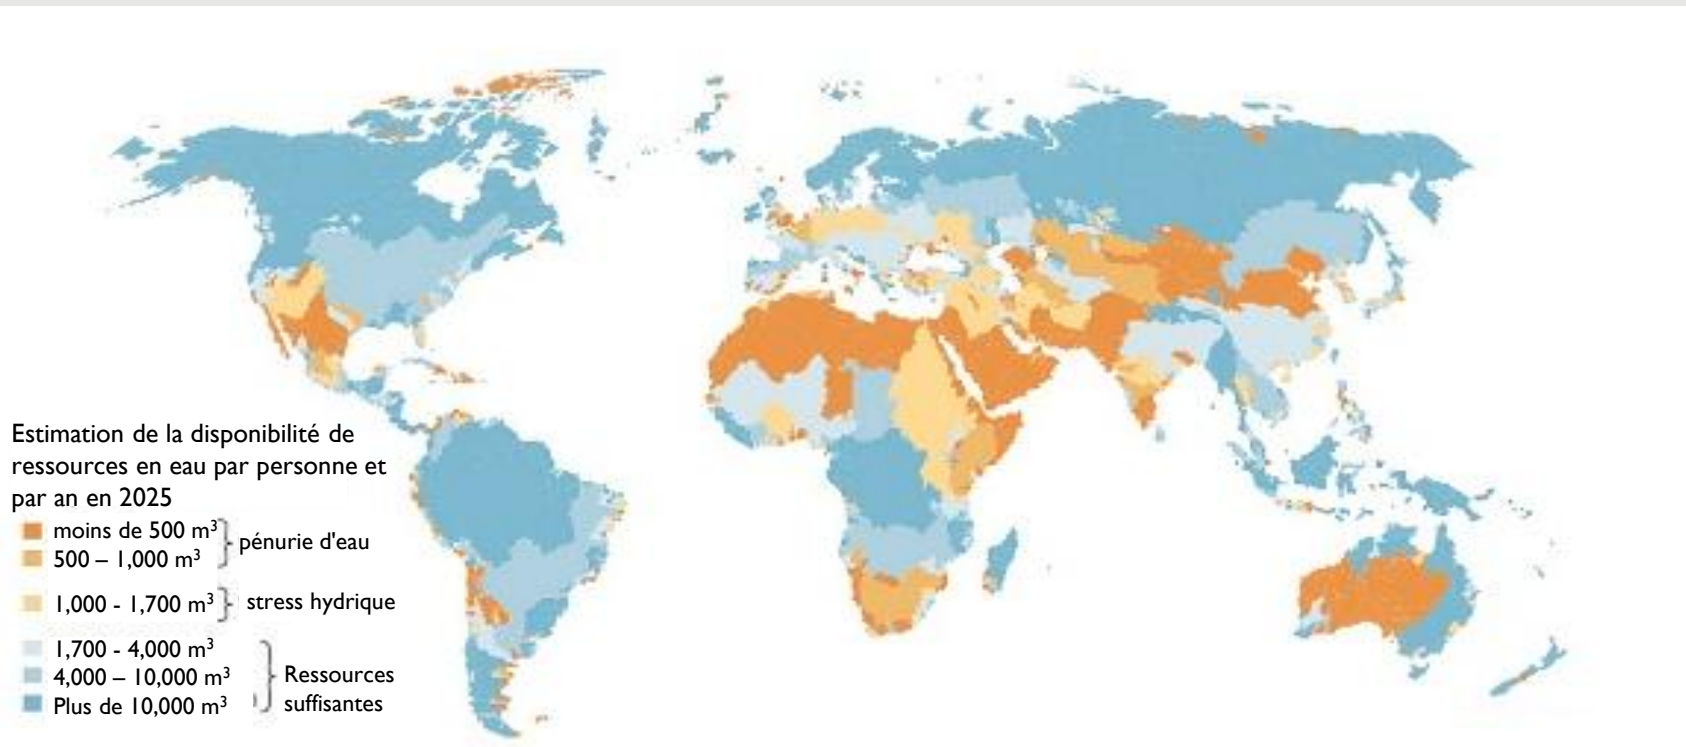 Estimation de la disponibilité de
ressources en eau par personne et
par an en 2025
moins de 500 m³
500 – 1,000 m³
pénurie d'eau
1,000 - 1,700 m³
stress hydrique
1,700 - 4,000 m³
4,000 – 10,000 m³
Plus de 10,000 m³
Ressources
suffisantes